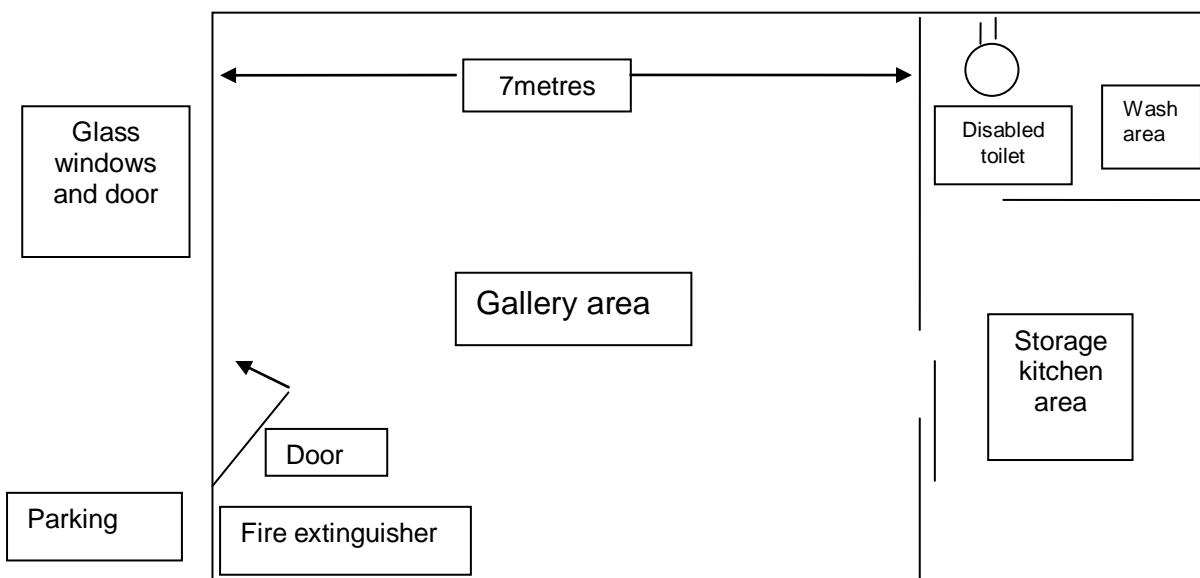 7metres
Glass
windows
and door
Disabled
toilet
Wash
area
Gallery area
Storage
kitchen
area
Door
Parking
Fire extinguisher